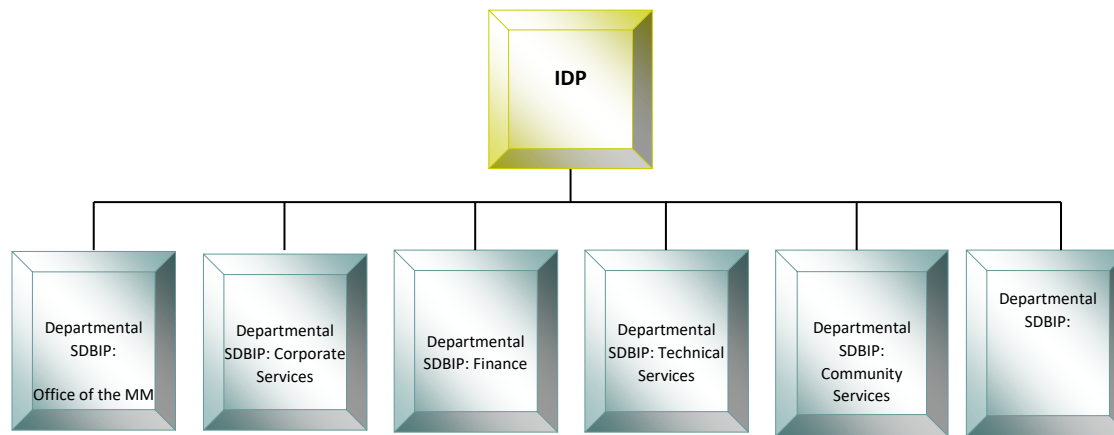 IDP
Departmental
SDBIP:
Office of the MM
Departmental
SDBIP: Corporate
Services
Departmental
SDBIP: Finance
Departmental
SDBIP: Technical
Services
Departmental
SDBIP:
Community
Services
Departmental
SDBIP: